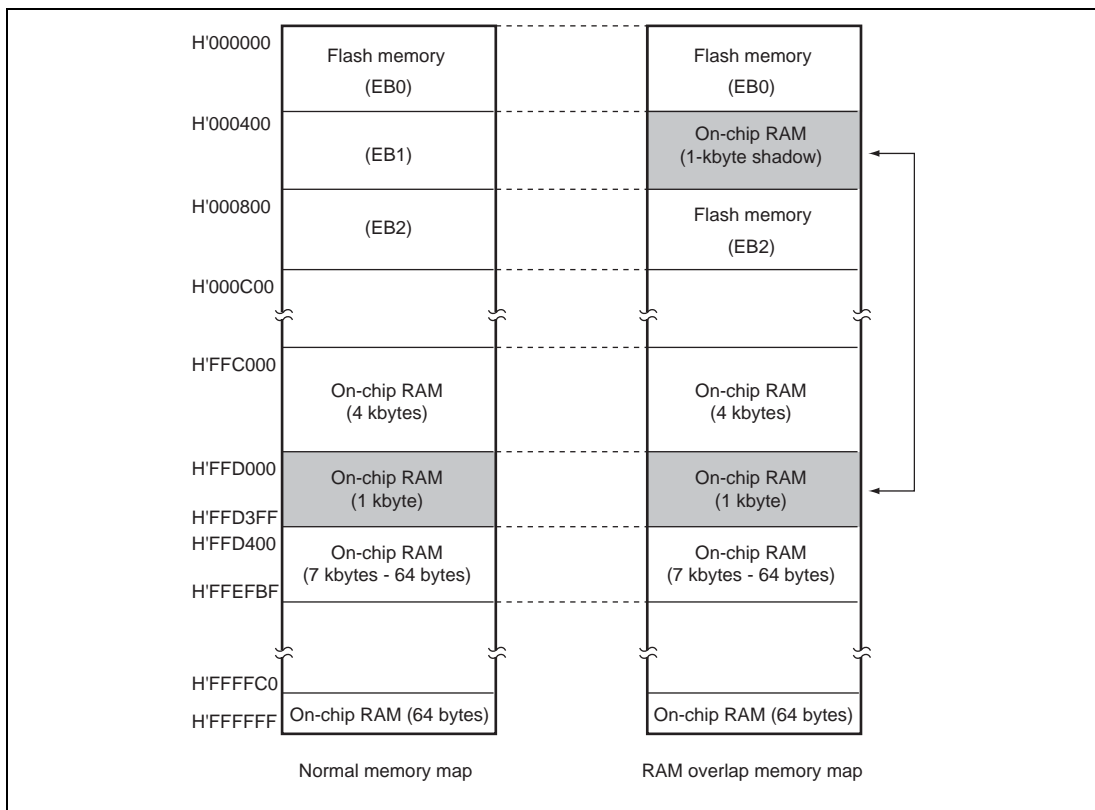 H'000000
Flash memory
(EB0)
Flash memory
(EB0)
H'000400
(EB1)
On-chip RAM
(1-kbyte shadow)
H'000800
(EB2)
Flash memory
(EB2)
H'000C00
H'FFC000
On-chip RAM
(4 kbytes)
On-chip RAM
(4 kbytes)
H'FFD000
On-chip RAM
(1 kbyte)
On-chip RAM
(1 kbyte)
H'FFD3FF
H'FFD400
On-chip RAM
(7 kbytes - 64 bytes)
On-chip RAM
(7 kbytes - 64 bytes)
H'FFEFBF
H'FFFFC0
On-chip RAM (64 bytes)
On-chip RAM (64 bytes)
H'FFFFFF
Normal memory map
RAM overlap memory map